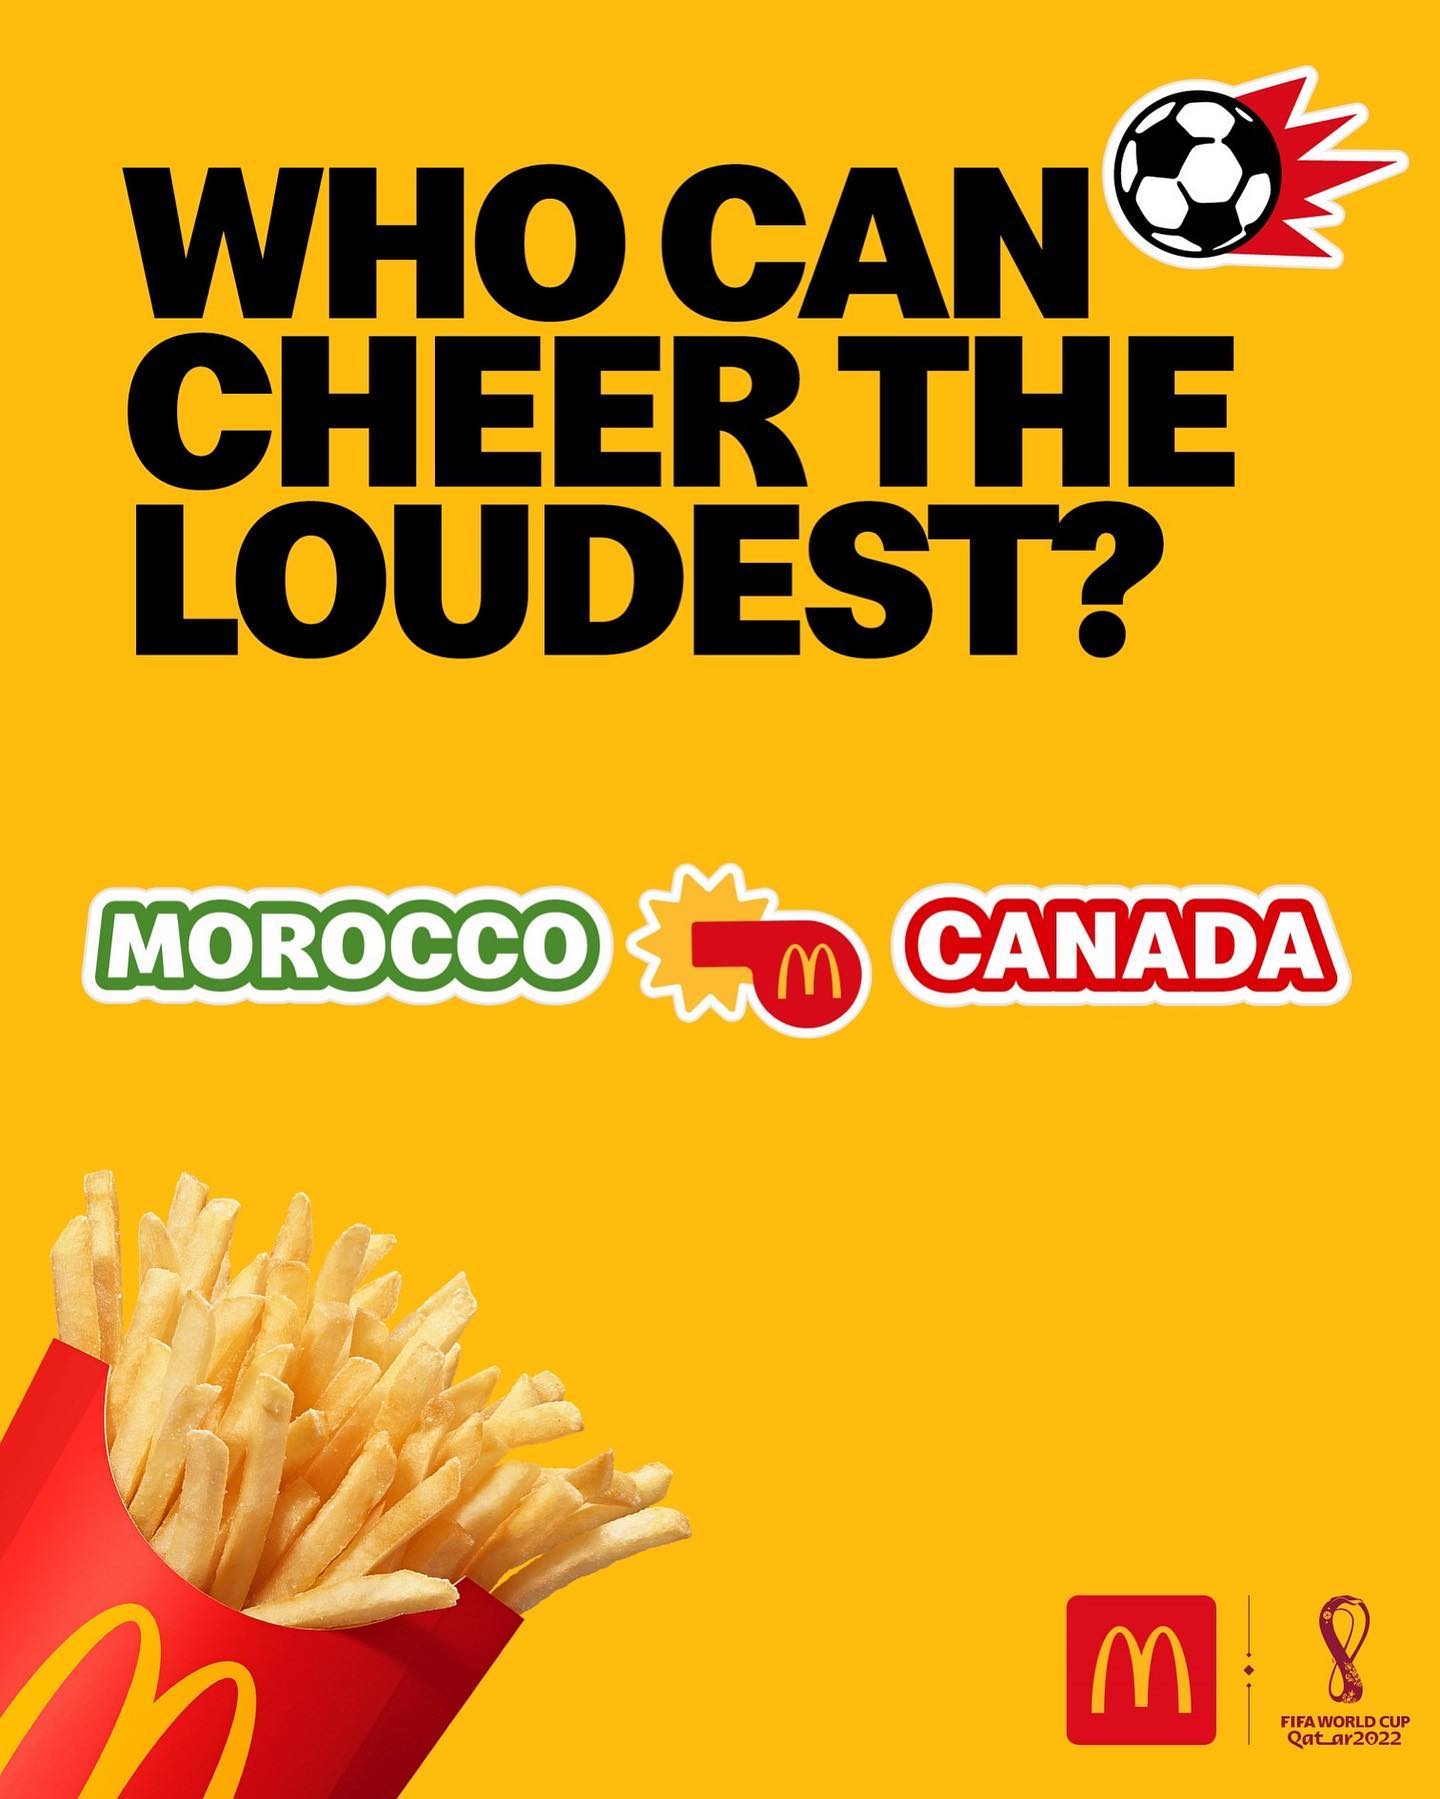 WHO CAN
CHEER THE
LOUDEST?
MOROCCO
CANADA
FIFA WORLD CUP
Qatar2022